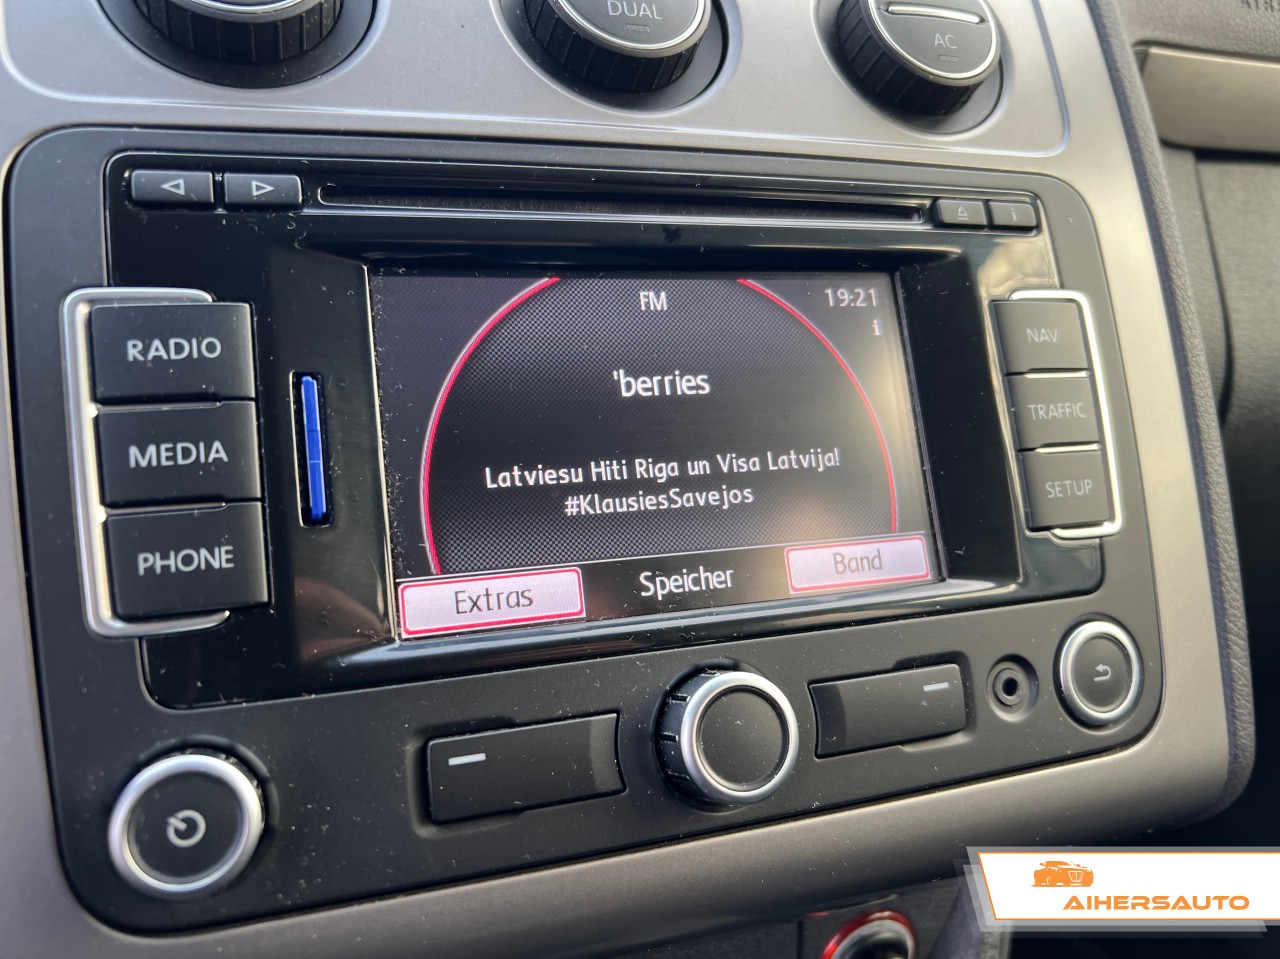 DUAL
AC
RADIO
MEDIA
PHONE
FM
19:21
i
'berries
Latviesu Hiti Riga un Visa Latvija!
#KlausiesSavejos
Extras
Speicher
Band
i
NAV
TRAFFIC
SETUP
AIHERSAUTO